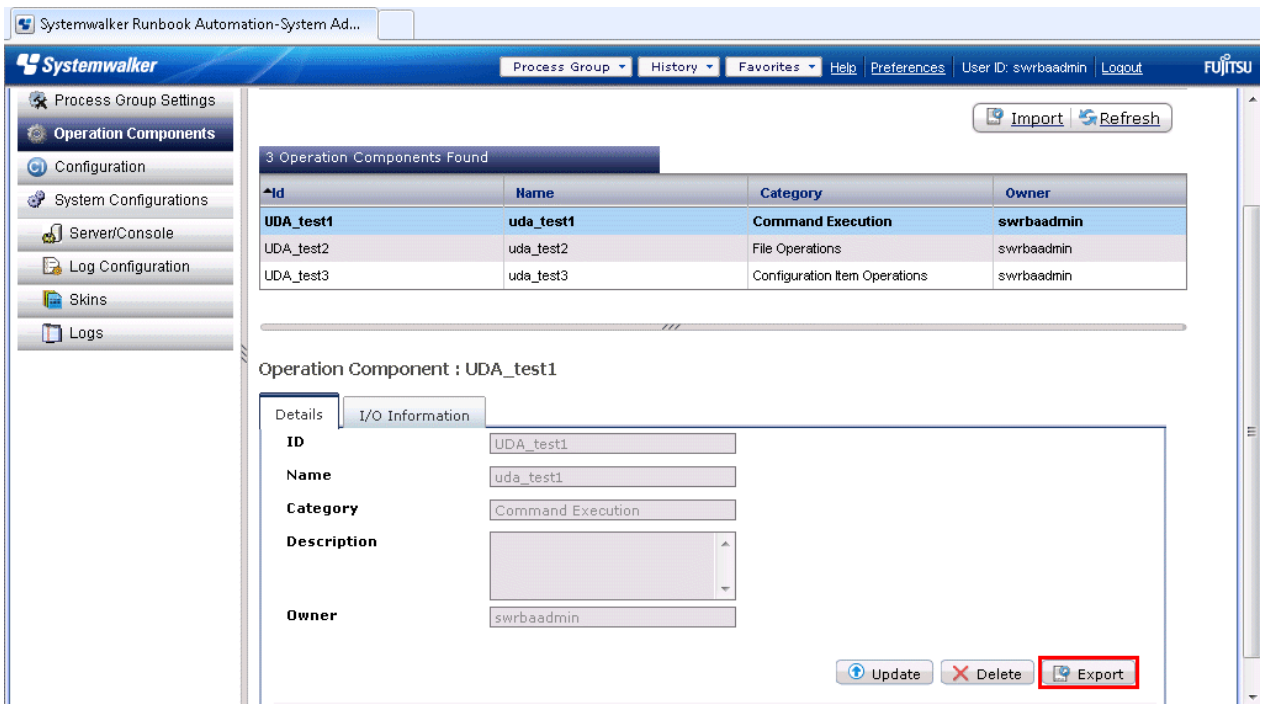 Systemwalker Runbook Automation-System Ad...
Systemwalker Process Group History Favorites Help Preferences User ID: swrbaadmin Logout FUJITSU
Process Group Settings
Operation Components
Configuration
System Configurations
Server/Console
Log Configuration
Skins
Logs
Import Refresh
3 Operation Components Found
Id Name Category Owner
UDA_test1 uda_test1 Command Execution swrbaadmin
UDA_test2 uda_test2 File Operations swrbaadmin
UDA_test3 uda_test3 Configuration Item Operations swrbaadmin
Operation Component : UDA_test1
Details I/O Information
ID UDA_test1
Name uda_test1
Category Command Execution
Description
Owner swrbaadmin
Update Delete Export